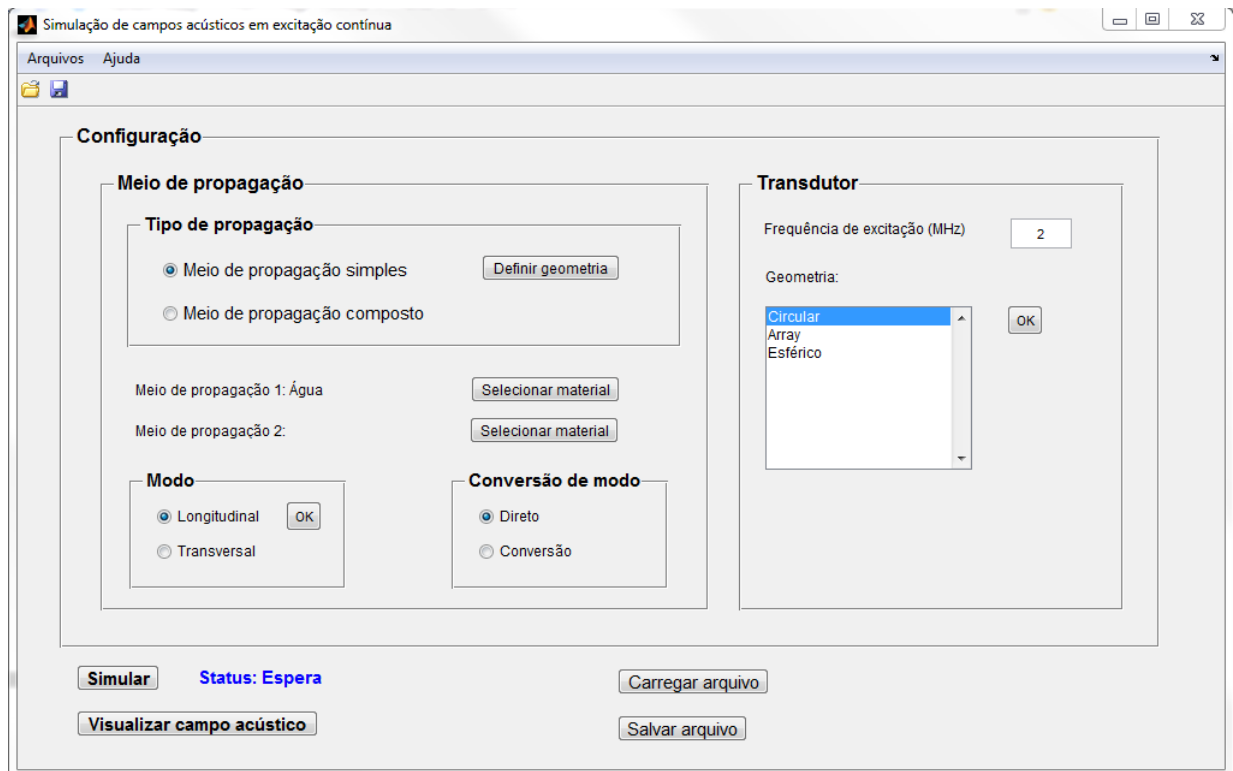 Simulação de campos acústicos em excitação contínua
Arquivos Ajuda
Configuração
Meio de propagação
Tipo de propagação
Meio de propagação simples
Definir geometria
Meio de propagação composto
Meio de propagação 1: Água
Selecionar material
Meio de propagação 2:
Selecionar material
Modo
Longitudinal
OK
Transversal
Conversão de modo
Direto
Conversão
Transdutor
Frequência de excitação (MHz)
2
Geometria:
Circular
Array
Esférico
OK
Simular
Status: Espera
Carregar arquivo
Visualizar campo acústico
Salvar arquivo